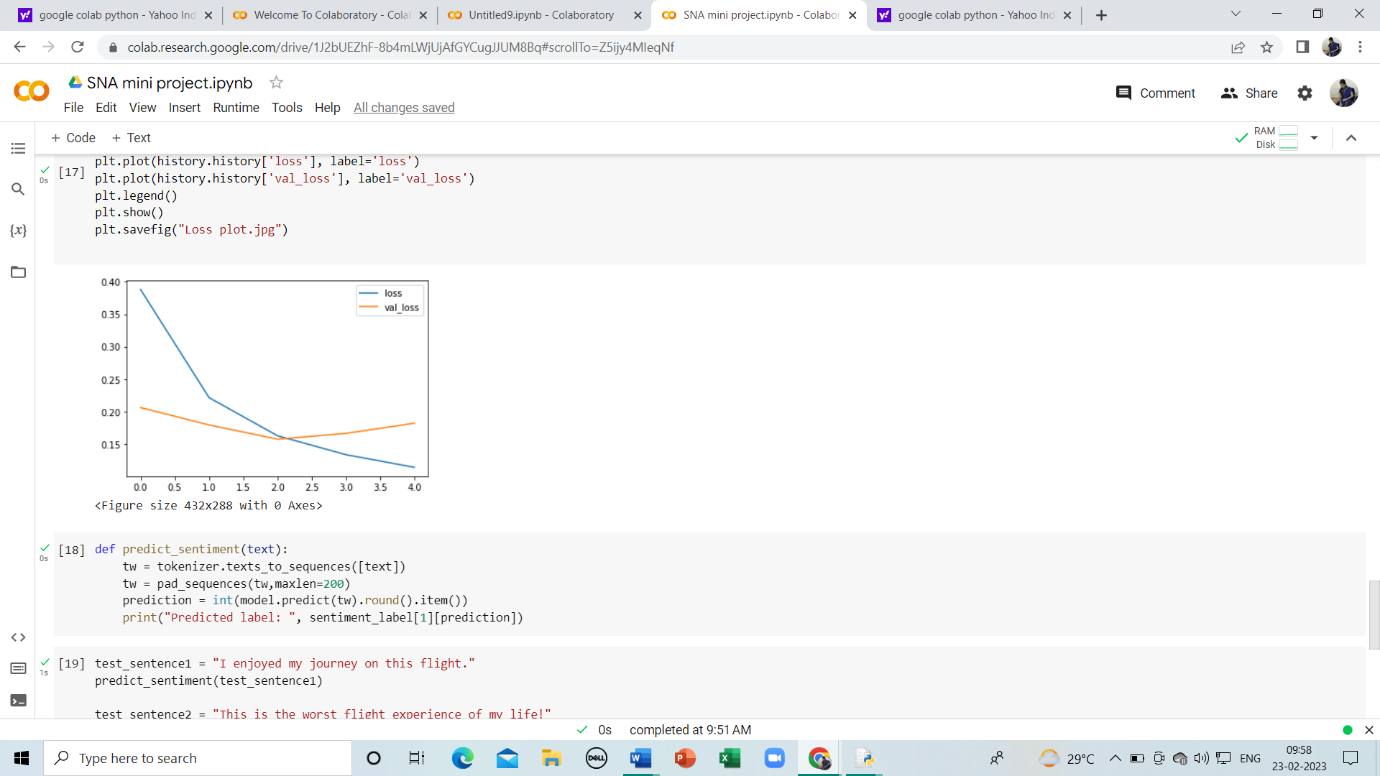 google colab python - Yahoo Ind
Welcome To Colaboratory - Colal
Untitled9.ipynb - Colaboratory
SNA mini project.ipynb - Colabor
google colab python - Yahoo Ind
colab.research.google.com/drive/1J2bUEZhF-8b4mLWjUjAfGYCugJJUM8Bq#scrollTo=Z5ijy4MleqNf
SNA mini project.ipynb
Comment
Share
File Edit View Insert Runtime Tools Help All changes saved
+ Code + Text
RAM
Disk
plt.plot(history.history['loss'], label='loss')
[17] plt.plot(history.history['val_loss'], label='val_loss')
0s
plt.legend()
plt.show()
{x}
plt.savefig("Loss plot.jpg")
0.40
0.35
0.30
0.25
0.20
0.15
loss
val_loss
0.0 0.5 1.0 1.5 2.0 2.5 3.0 3.5 4.0
<Figure size 432x288 with 0 Axes>
[18] def predict_sentiment(text):
0s
tw = tokenizer.texts_to_sequences([text])
tw = pad_sequences(tw,maxlen=200)
prediction = int(model.predict(tw).round().item())
print("Predicted label: ", sentiment_label[1][prediction])
[19] test_sentence1 = "I enjoyed my journey on this flight."
1s
predict_sentiment(test_sentence1)
test_sentence2 = "This is the worst flight experience of my life!"
0s completed at 9:51 AM
Type here to search
DELL
29°C
ENG
09:58
23-02-2023